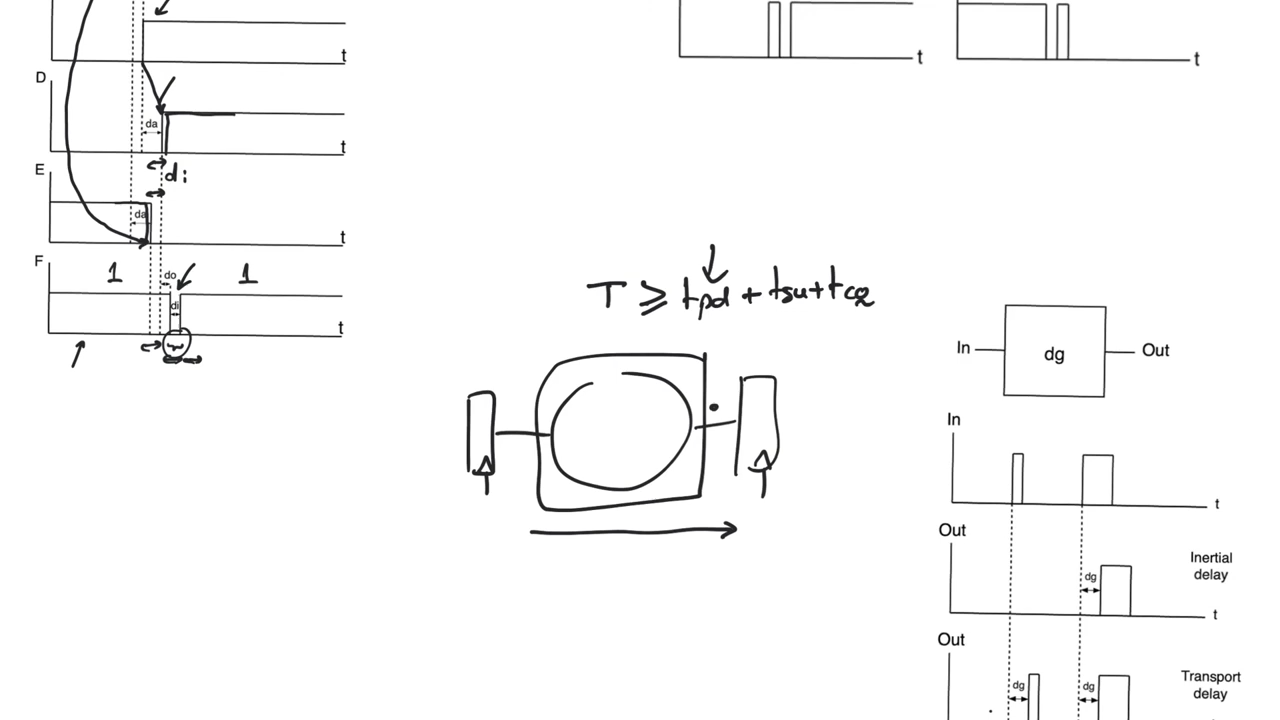 t
D
da
t
di
E
da
t
F
1
do
1
di
t
t
t
T ≥ tpd + tsu + tcq
In
dg
Out
In
t
Out
Inertial
delay
dg
t
Out
Transport
delay
dg
dg